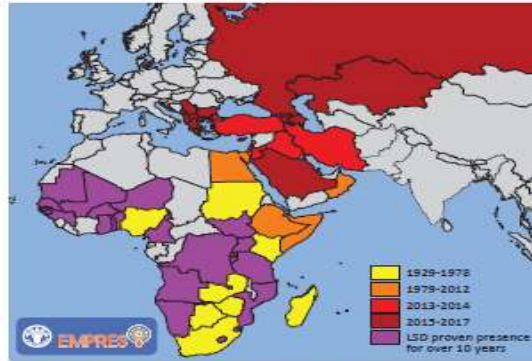 1929-1978
1979-2012
2013-2014
2015-2017
LSD proven presence
for over 10 years
EMPRES